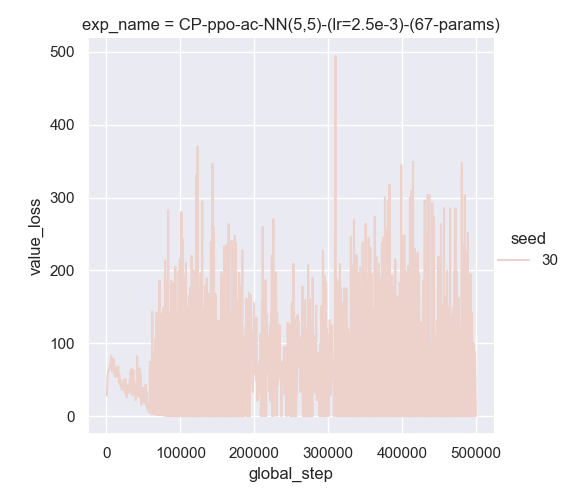 exp_name = CP-ppo-ac-NN(5,5)-(lr=2.5e-3)-(67-params)
500
400
300
200
100
0
value_loss
seed
30
0 100000 200000 300000 400000 500000
global_step